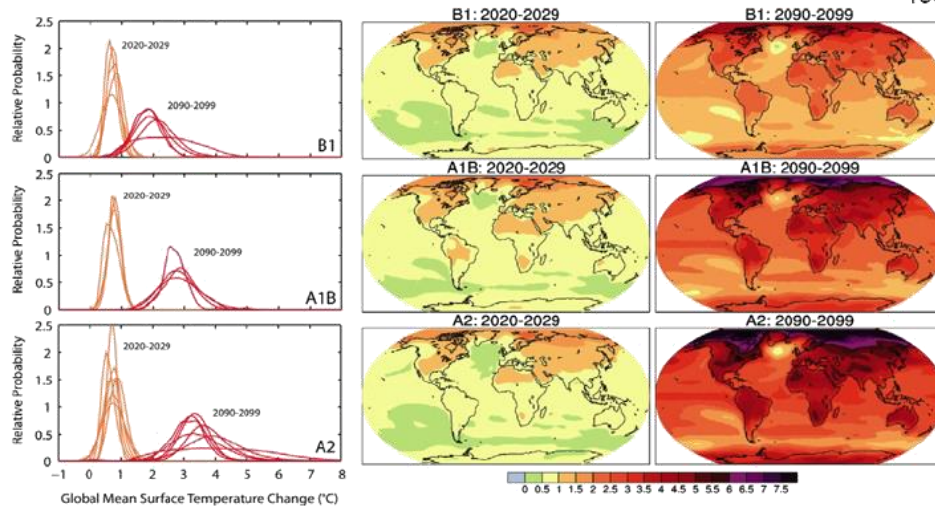 B1: 2020-2029
B1: 2090-2099
2.5
2
1.5
1
0.5
0
Relative Probability
2020-2029
2090-2099
B1
A1B: 2020-2029
A1B: 2090-2099
2.5
2
1.5
1
0.5
0
Relative Probability
2020-2029
2090-2099
A1B
A2: 2020-2029
A2: 2090-2099
2.5
2
1.5
1
0.5
0
Relative Probability
2020-2029
2090-2099
A2
−1 0 1 2 3 4 5 6 7 8
Global Mean Surface Temperature Change (°C)
0 0.5 1 1.5 2 2.5 3 3.5 4 4.5 5 5.5 6 6.5 7 7.5